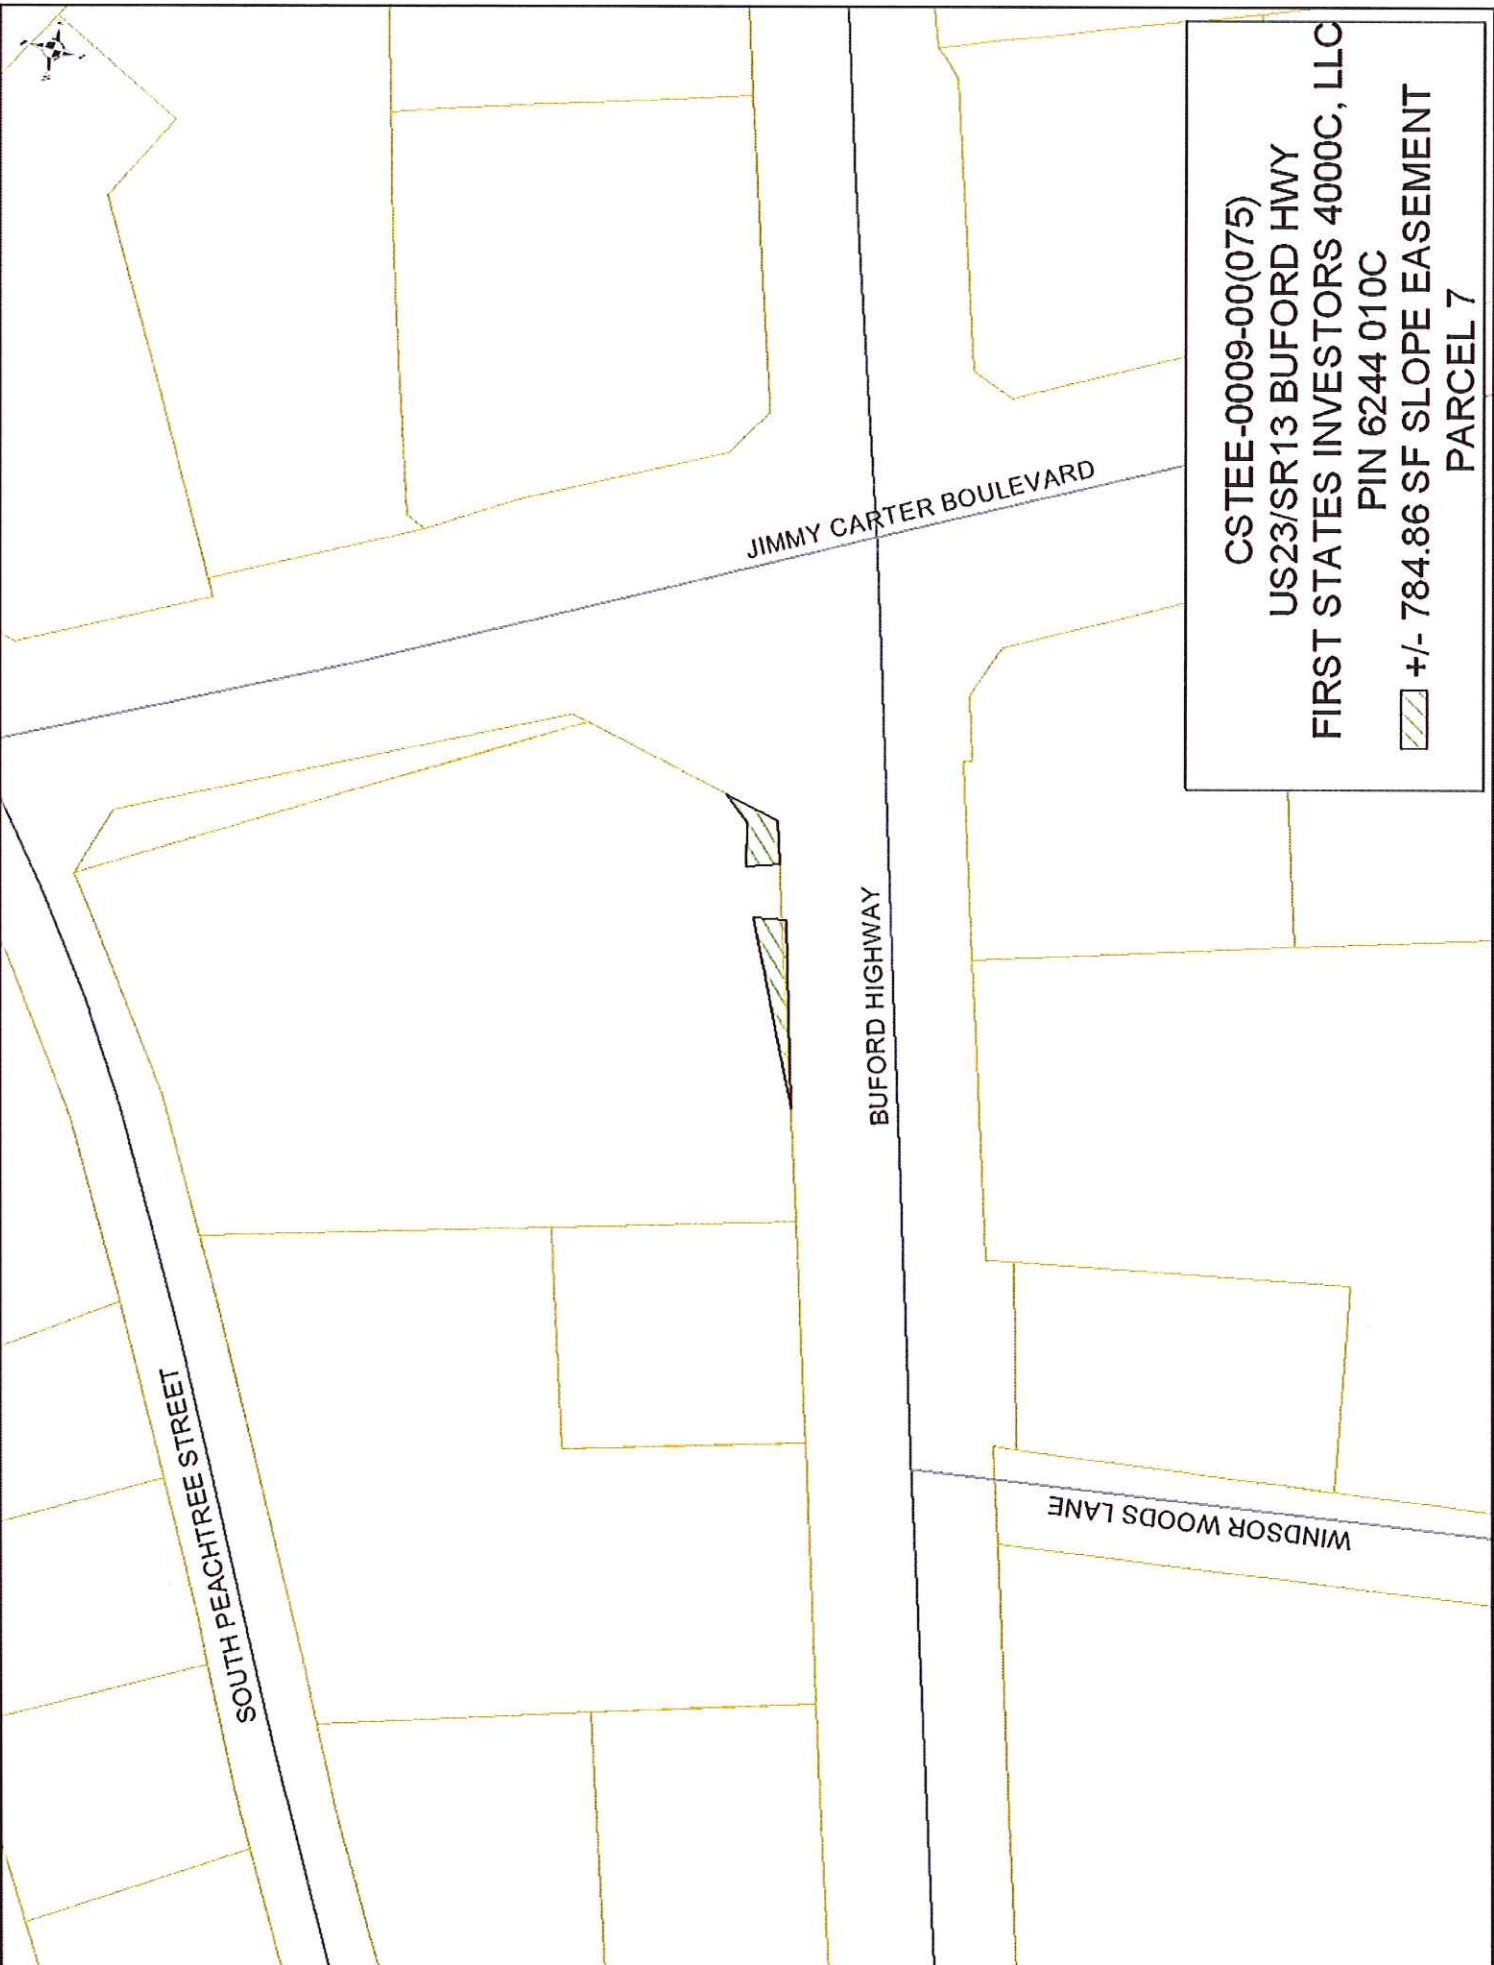 SOUTH PEACHTREE STREET
JIMMY CARTER BOULEVARD
BUFORD HIGHWAY
WINDSOR WOODS LANE
CSTEE-0009-00(075)
US23/SR13 BUFORD HWY
FIRST STATES INVESTORS 4000C, LLC
PIN 6244 010C
+/- 784.86 SF SLOPE EASEMENT
PARCEL 7